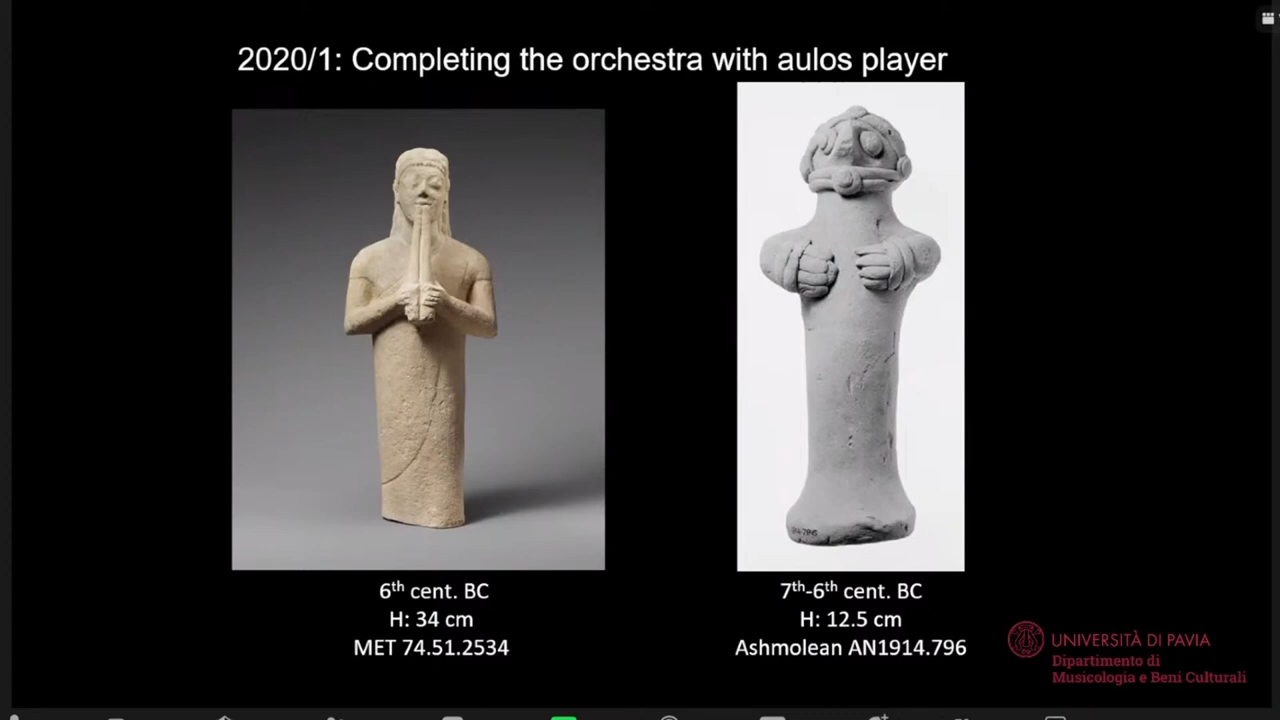 2020/1: Completing the orchestra with aulos player
6th cent. BC
H: 34 cm
MET 74.51.2534
7th-6th cent. BC
H: 12.5 cm
Ashmolean AN1914.796
UNIVERSITÀ DI PAVIA
Dipartimento di
Musicologia e Beni Culturali